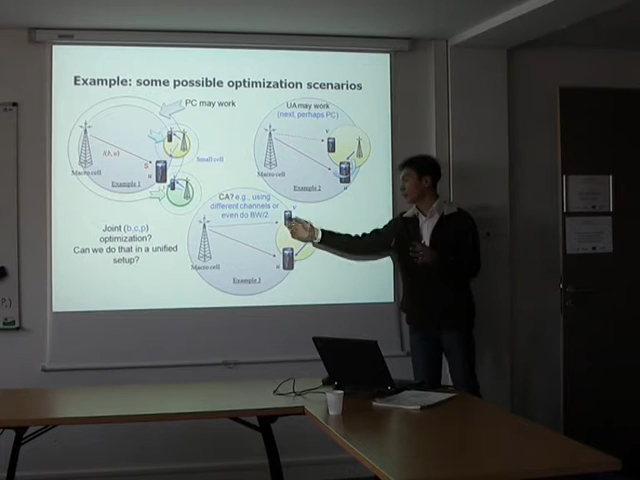 Example: some possible optimization scenarios
PC may work
Small cell
Macro cell
Example 1
UA may work
(next, perhaps PC)
Macro-cell
Example 2
CA? e.g., using
different channels or
even do BW/2
Macro-cell
Joint (b,c,p)
optimization?
Can we do that in a unified
setup?